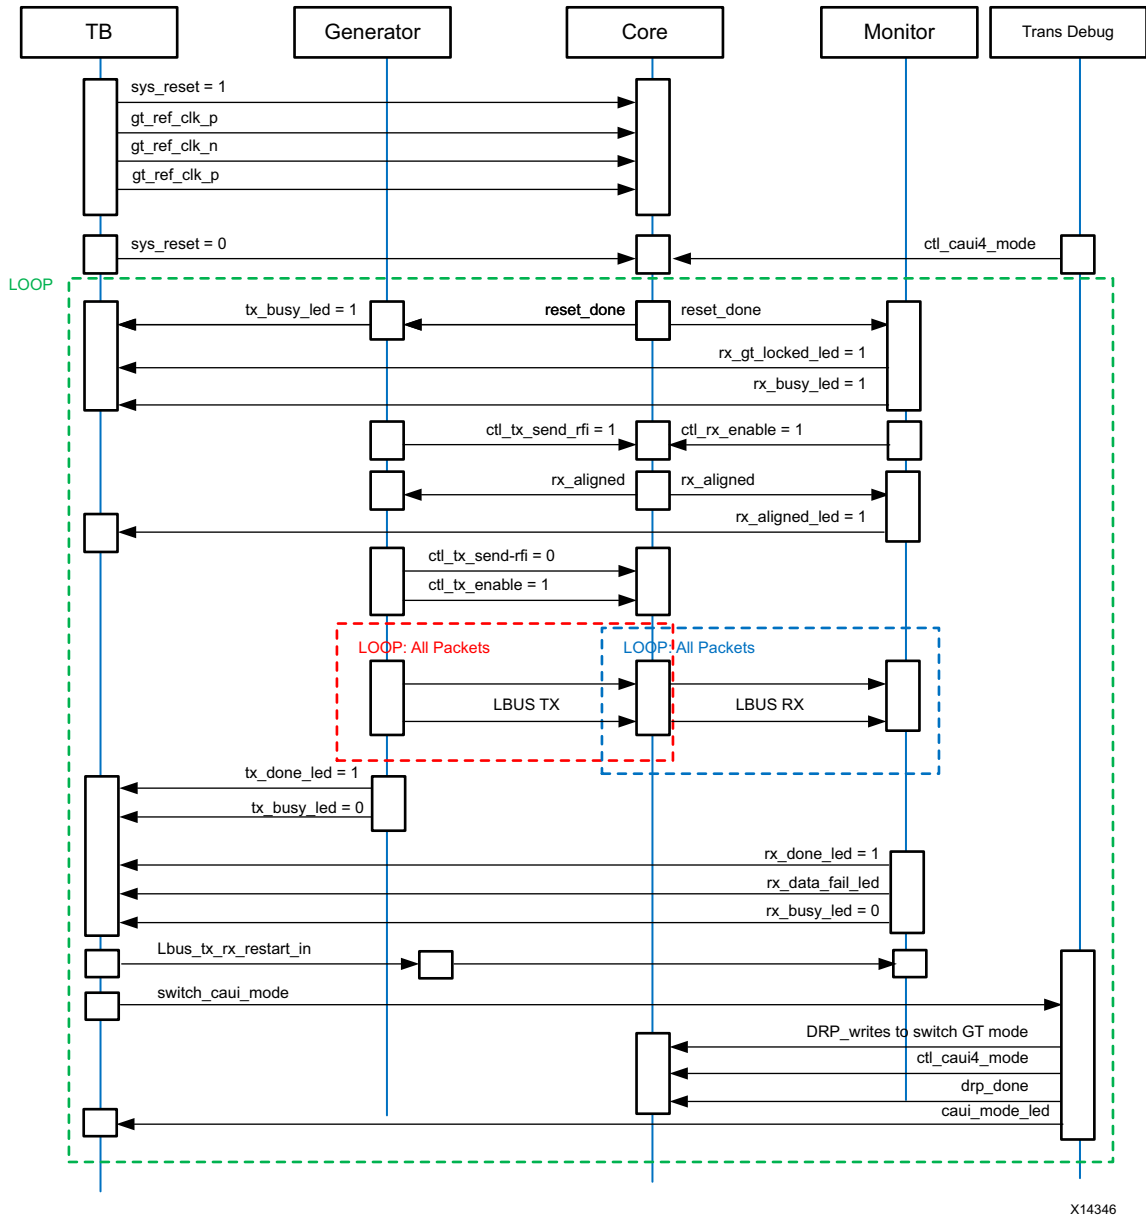 TB
Generator
Core
Monitor
Trans Debug
sys_reset = 1
gt_ref_clk_p
gt_ref_clk_n
gt_ref_clk_p
sys_reset = 0
ctl_caui4_mode
LOOP
tx_busy_led = 1
reset_done
reset_done
rx_gt_locked_led = 1
rx_busy_led = 1
ctl_tx_send_rfi = 1
ctl_rx_enable = 1
rx_aligned
rx_aligned
rx_aligned_led = 1
ctl_tx_send-rfi = 0
ctl_tx_enable = 1
LOOP: All Packets
LOOP: All Packets
LBUS TX
LBUS RX
tx_done_led = 1
tx_busy_led = 0
rx_done_led = 1
rx_data_fail_led
rx_busy_led = 0
Lbus_tx_rx_restart_in
switch_caui_mode
DRP_writes to switch GT mode
ctl_caui4_mode
drp_done
caui_mode_led
X14346